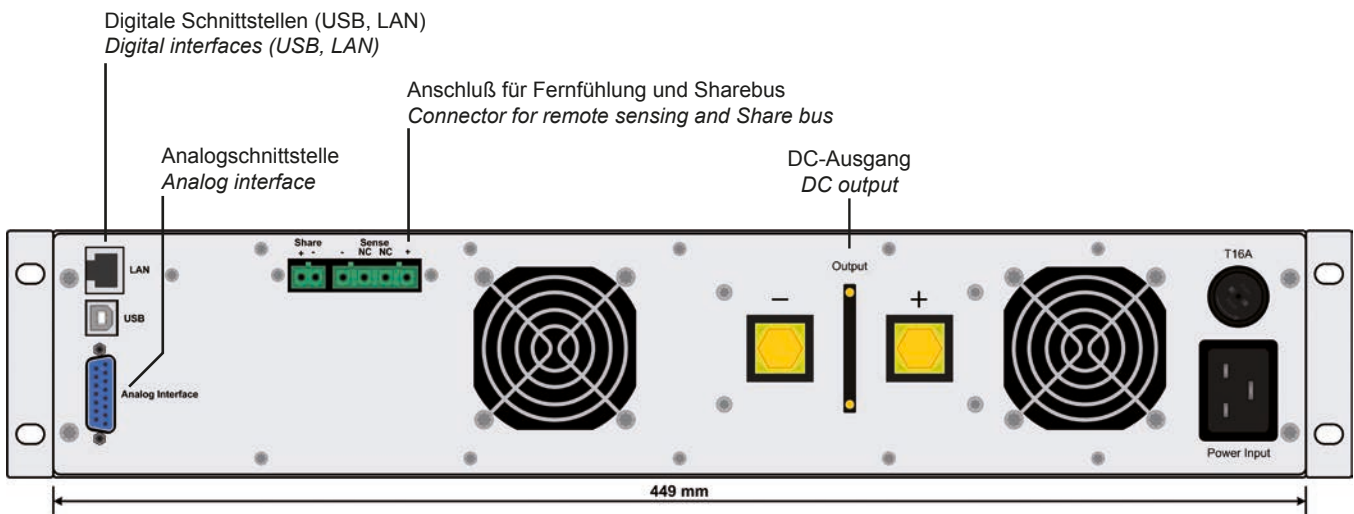 Digitale Schnittstellen (USB, LAN)
Digital interfaces (USB, LAN)
Anschluß für Fernfühlung und Sharebus
Connector for remote sensing and Share bus
Analogschnittstelle
Analog interface
DC-Ausgang
DC output
Share
+ -
Sense
- NC NC +
LAN
USB
Analog Interface
Output
− +
T16A
Power Input
449 mm